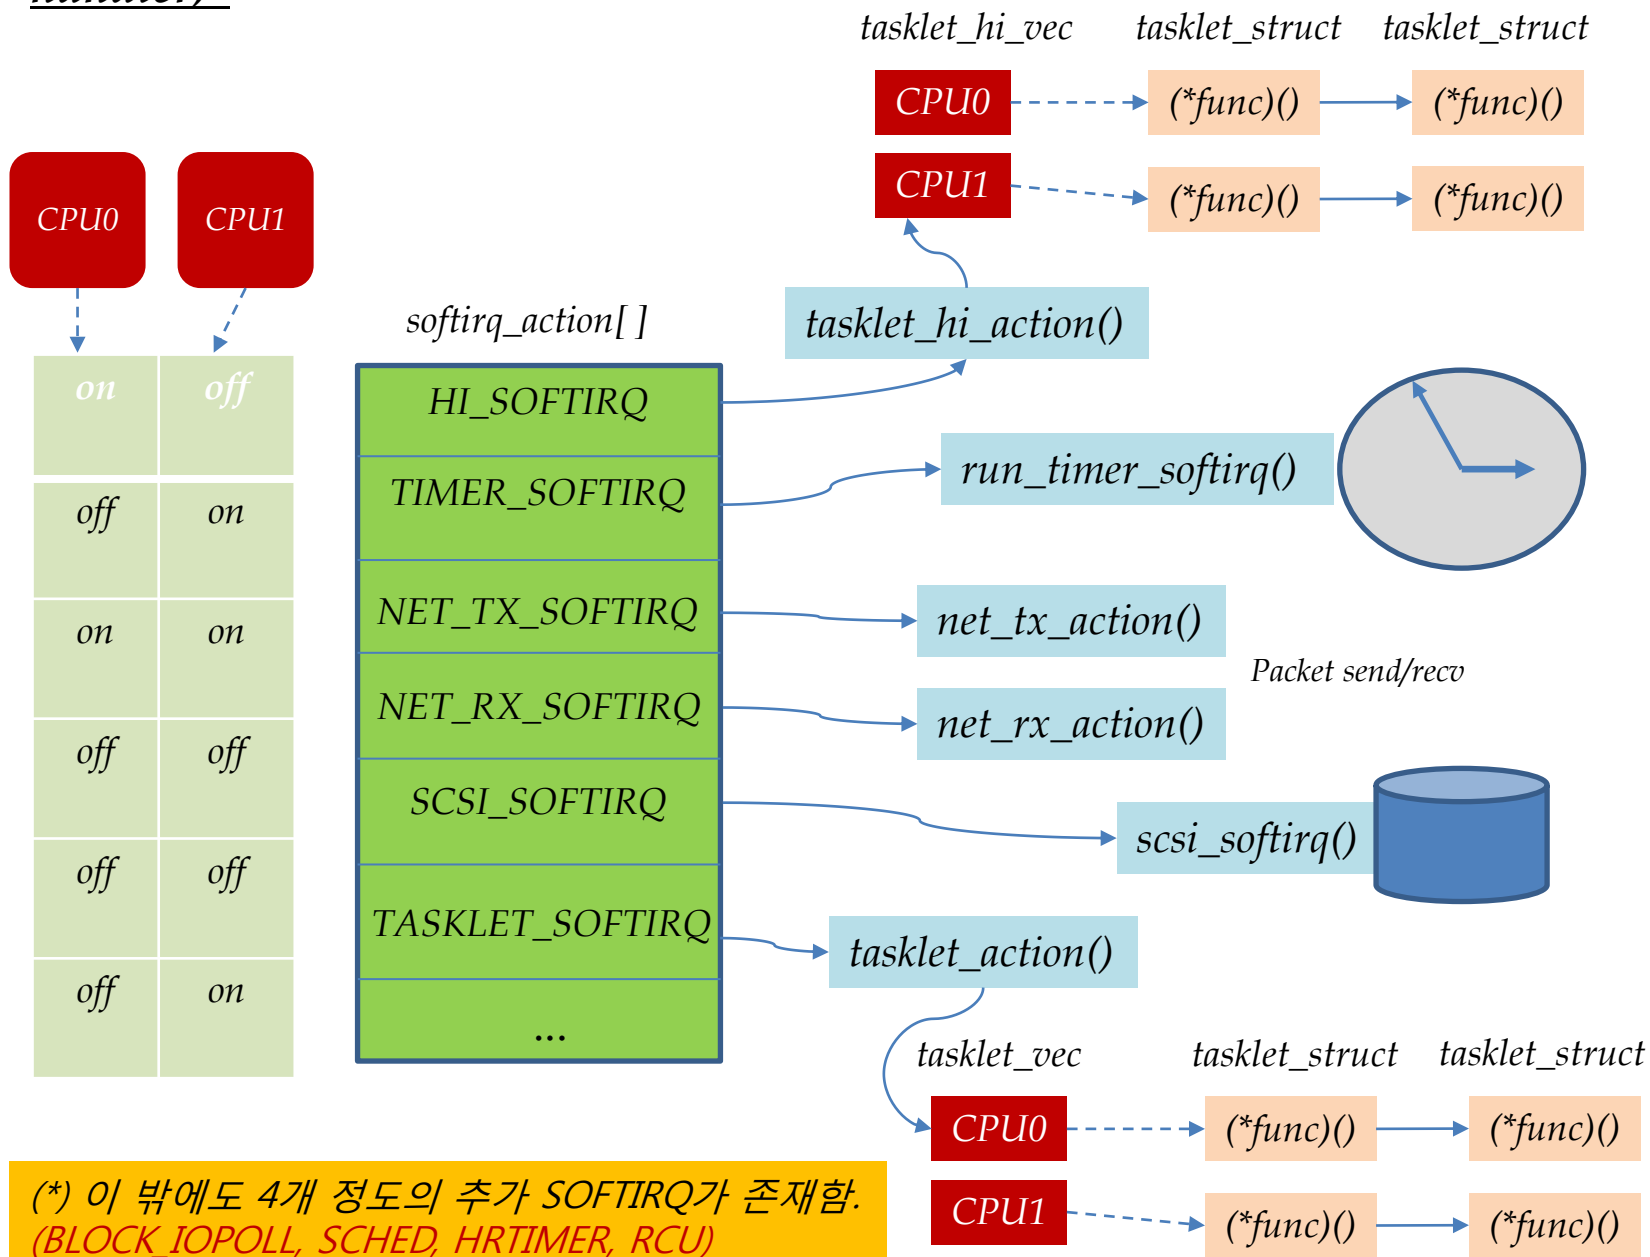 handler)
tasklet_hi_vec tasklet_struct tasklet_struct
CPU0 (*func)() (*func)()
CPU1 (*func)() (*func)()
CPU0 CPU1
softirq_action[ ]
tasklet_hi_action()
on off
off on
on on
off off
off off
off on
HI_SOFTIRQ
TIMER_SOFTIRQ
NET_TX_SOFTIRQ
NET_RX_SOFTIRQ
SCSI_SOFTIRQ
TASKLET_SOFTIRQ
...
run_timer_softirq()
net_tx_action()
Packet send/recv
net_rx_action()
scsi_softirq()
tasklet_action()
tasklet_vec tasklet_struct tasklet_struct
CPU0 (*func)() (*func)()
CPU1 (*func)() (*func)()
(*) 이 밖에도 4개 정도의 추가 SOFTIRQ가 존재함.
(BLOCK_IOPOLL, SCHED, HRTIMER, RCU)